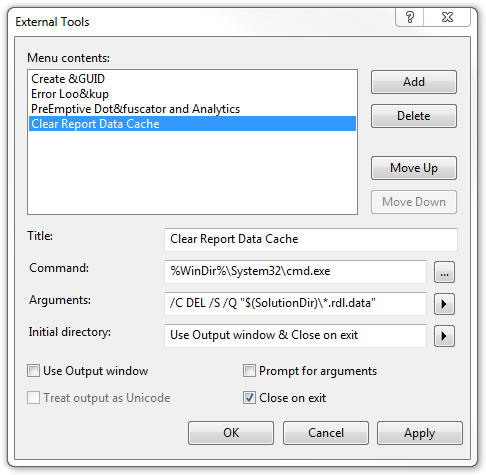 External Tools
Menu contents:
Create &GUID
Error Loo&kup
PreEmptive Dot&fuscator and Analytics
Clear Report Data Cache
Add
Delete
Move Up
Move Down
Title:
Clear Report Data Cache
Command:
%WinDir%\System32\cmd.exe
...
Arguments:
/C DEL /S /Q "$(SolutionDir)\*.rdl.data"
Initial directory:
Use Output window & Close on exit
Use Output window
Prompt for arguments
Treat output as Unicode
Close on exit
OK
Cancel
Apply